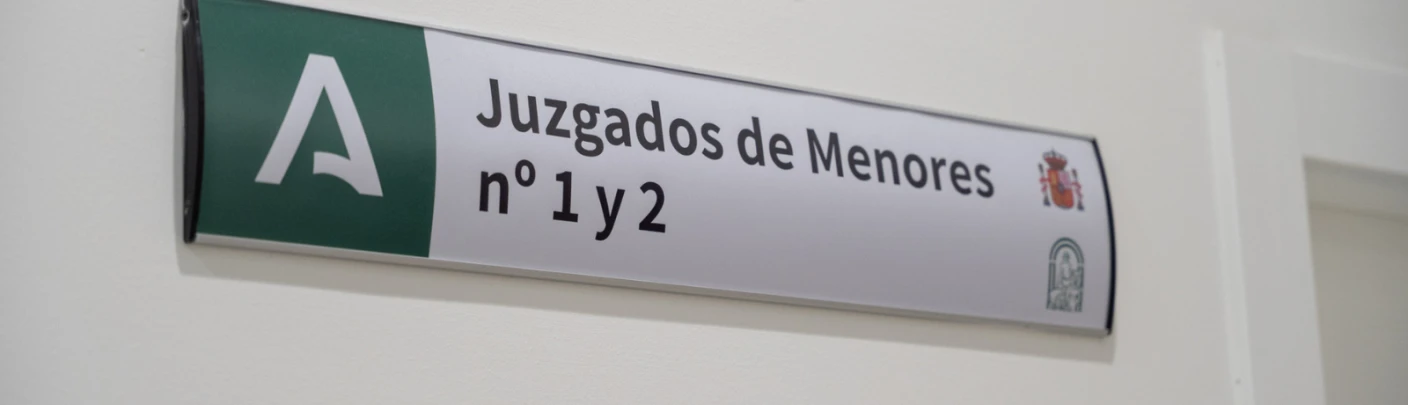 Juzgados de Menores
nº 1 y 2